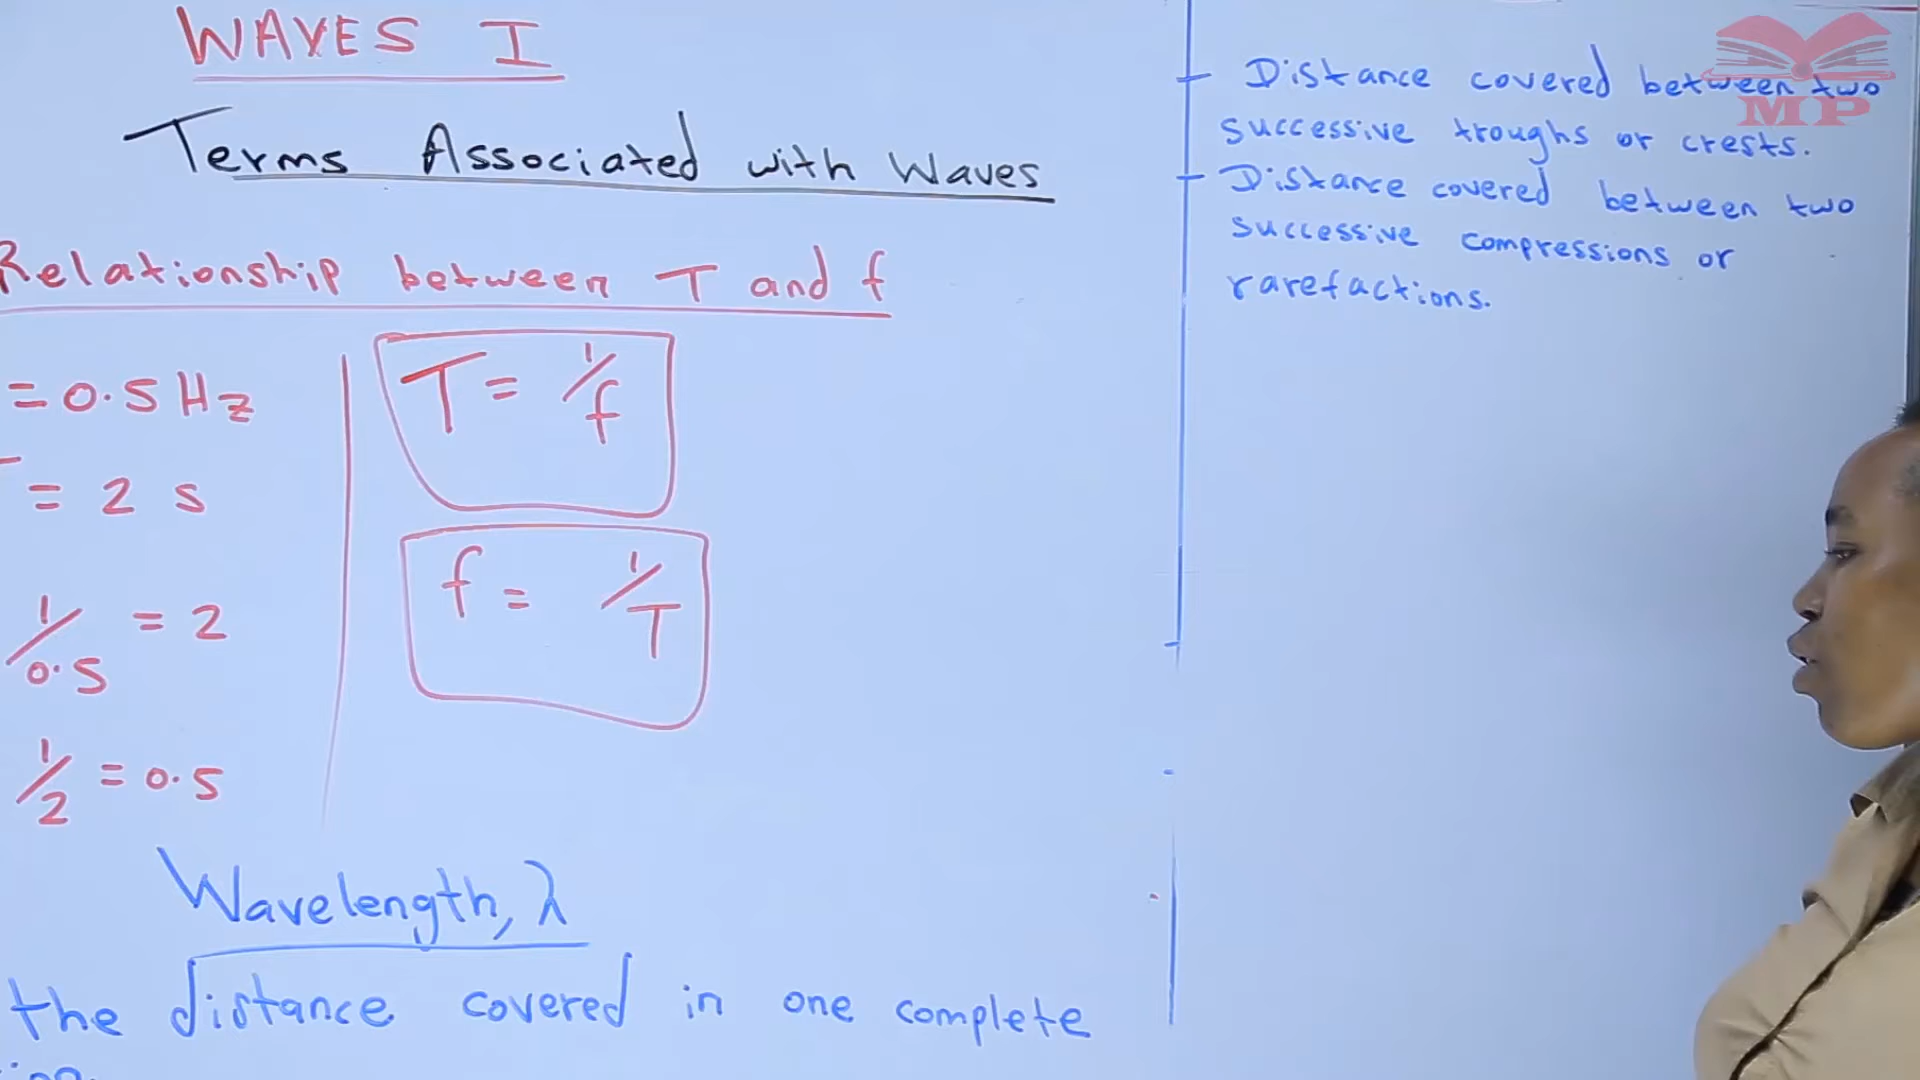 WAVES I
Terms Associated with Waves
Relationship between T and f
= 0.5 Hz
= 2 s
1/0.5 = 2
1/2 = 0.5
T = 1/f
f = 1/T
Wavelength, λ
the distance covered in one complete
- Distance covered between two
successive troughs or crests.
- Distance covered between two
successive compressions or
rarefactions.
MP